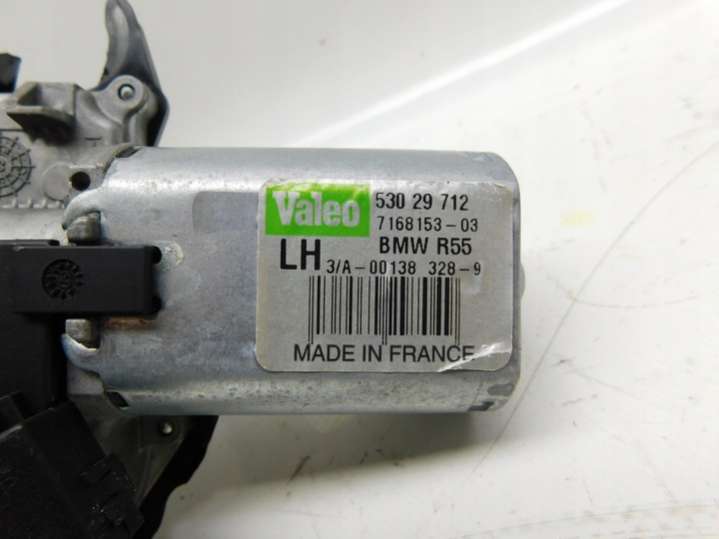 Valeo 530 29 712
7168153-03
BMW R55
LH 3/A-00138 328-9
MADE IN FRANCE